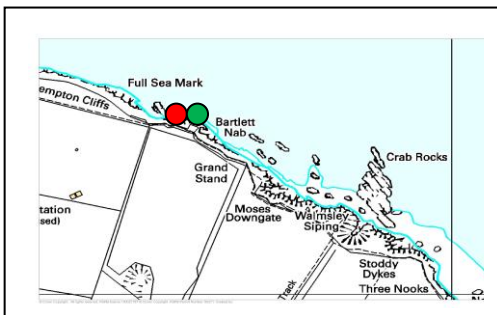 Full Sea Mark
empton Cliffs
Bartlett
Nab
Crab Rocks
Grand
Stand
Moses
Downgate
Walmsley
Siping
tation
sed)
Stoddy
Dykes
Track
Three Nooks